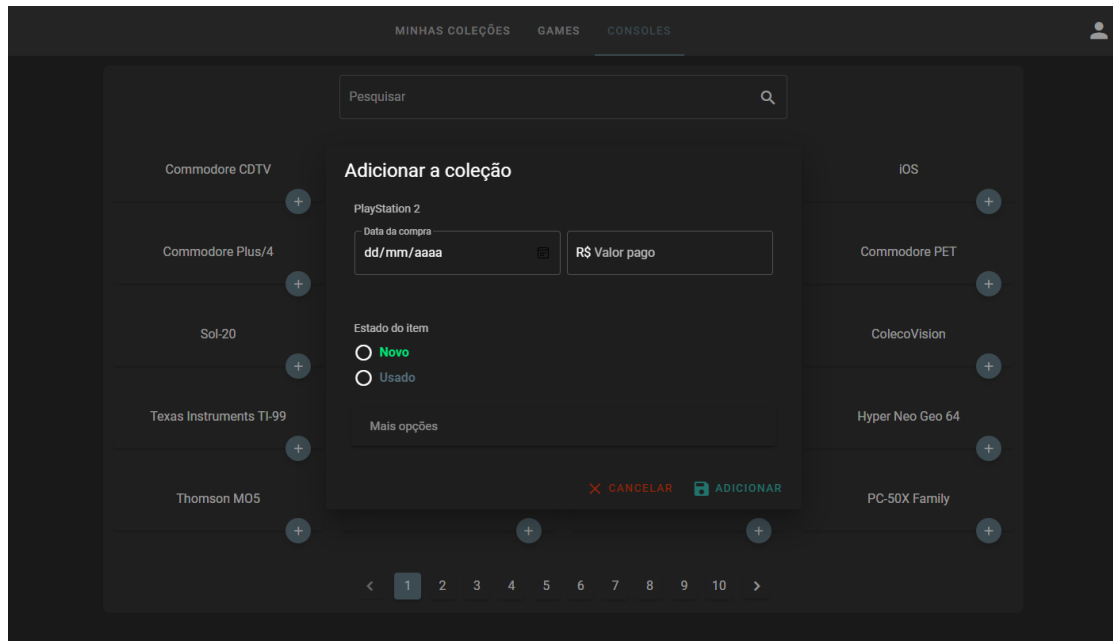 MINHAS COLEÇÕES GAMES CONSOLES
Pesquisar
Commodore CDTV
iOS
Adicionar a coleção
PlayStation 2
Data da compra
dd/mm/aaaa
R$ Valor pago
Commodore Plus/4
Commodore PET
Sol-20
ColecoVision
Estado do item
Novo
Usado
Texas Instruments TI-99
Hyper Neo Geo 64
Mais opções
CANCELAR ADICIONAR
Thomson MO5
PC-50X Family
1 2 3 4 5 6 7 8 9 10